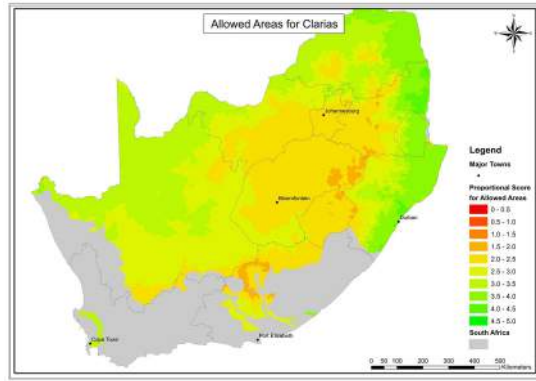 Allowed Areas for Clarias
Johannesburg
Bloemfontein
Durban
Cape Town
Port Elizabeth
Legend
Major Towns
Proportional Score
for Allowed Areas
0 - 0.5
0.5 - 1.0
1.0 - 1.5
1.5 - 2.0
2.0 - 2.5
2.5 - 3.0
3.0 - 3.5
3.5 - 4.0
4.0 - 4.5
4.5 - 5.0
South Africa
0 50 100 200 300 400 500
Kilometers